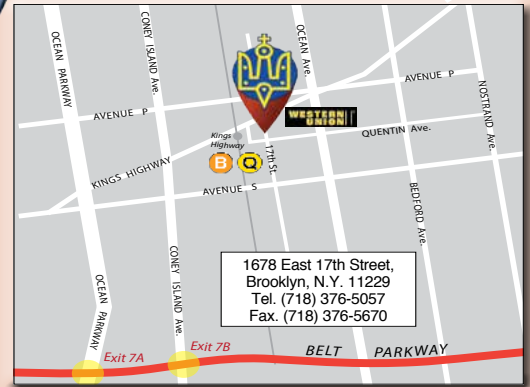 OCEAN PARKWAY
CONEY ISLAND Ave.
OCEAN Ave.
AVENUE P
AVENUE P
NOSTRAND Ave.
WESTERN
UNION
QUENTIN Ave.
Kings
Highway
17th St.
B Q
KINGS HIGHWAY
AVENUE S
BEDFORD Ave.
CONEY ISLAND Ave.
OCEAN PARKWAY
1678 East 17th Street,
Brooklyn, N.Y. 11229
Tel. (718) 376-5057
Fax. (718) 376-5670
Exit 7A
Exit 7B
BELT PARKWAY